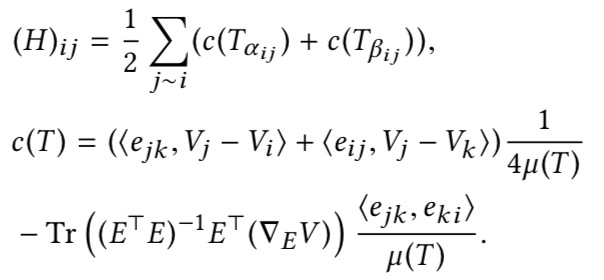 (H)_{ij} = \frac{1}{2} \sum_{j \sim i} (c(T_{\alpha_{ij}}) + c(T_{\beta_{ij}})),
c(T) = (\langle e_{jk}, V_j - V_i \rangle + \langle e_{ij}, V_j - V_k \rangle) \frac{1}{4\mu(T)}
- \operatorname{Tr} \left( (E^\top E)^{-1} E^\top (\nabla_E V) \right) \frac{\langle e_{jk}, e_{ki} \rangle}{\mu(T)}.